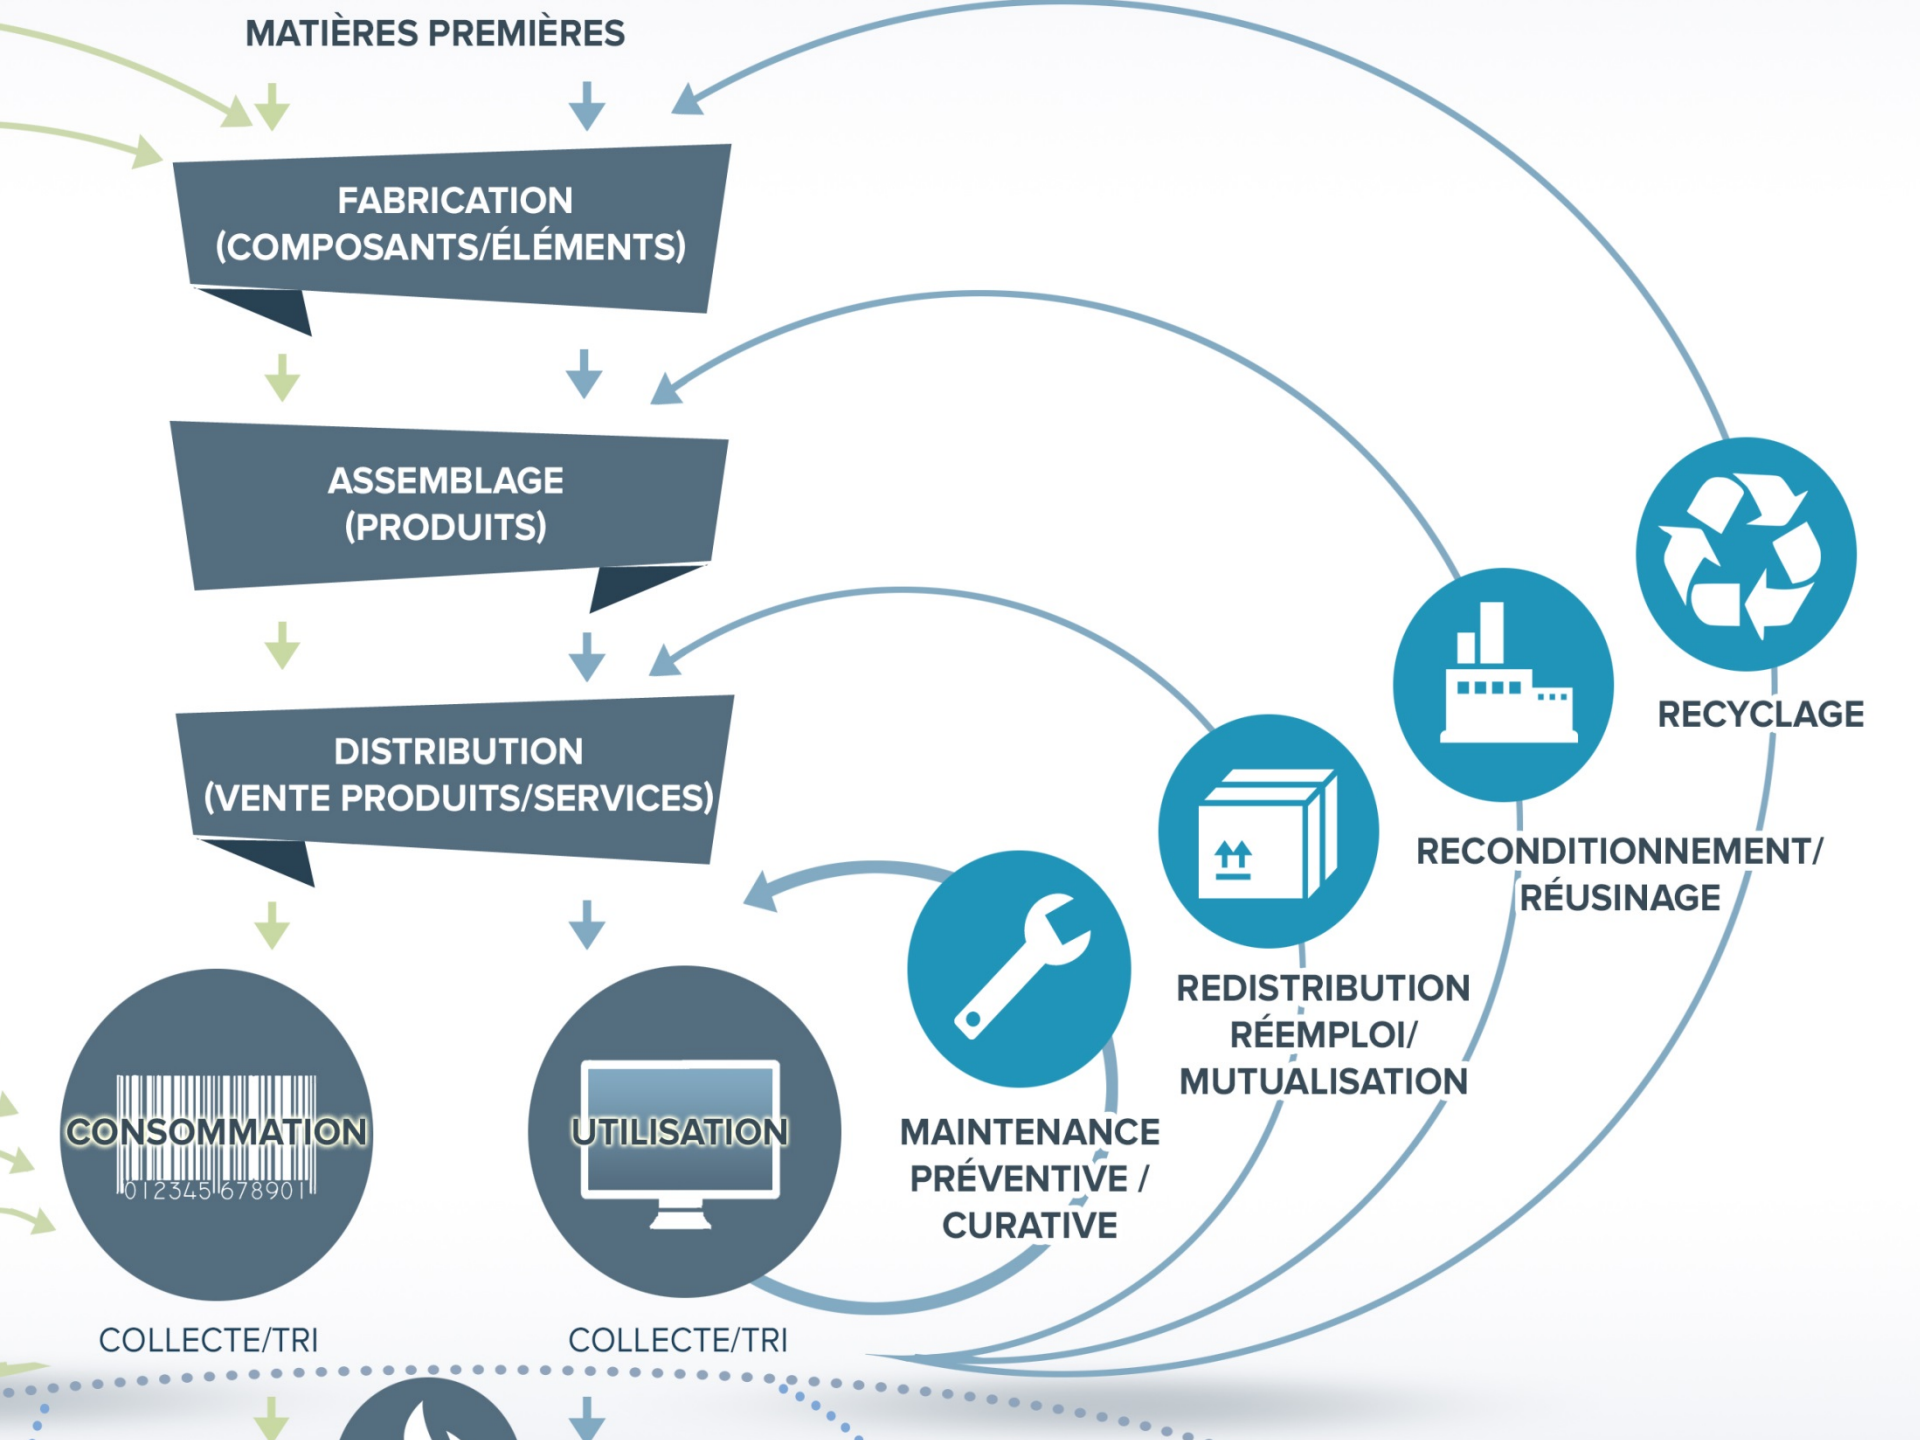 MATIÈRES PREMIÈRES
FABRICATION
(COMPOSANTS/ÉLÉMENTS)
ASSEMBLAGE
(PRODUITS)
DISTRIBUTION
(VENTE PRODUITS/SERVICES)
RECYCLAGE
RECONDITIONNEMENT/
RÉUSINAGE
REDISTRIBUTION
RÉEMPLOI/
MUTUALISATION
MAINTENANCE
PRÉVENTIVE /
CURATIVE
CONSOMMATION
012345 678901
UTILISATION
COLLECTE/TRI
COLLECTE/TRI